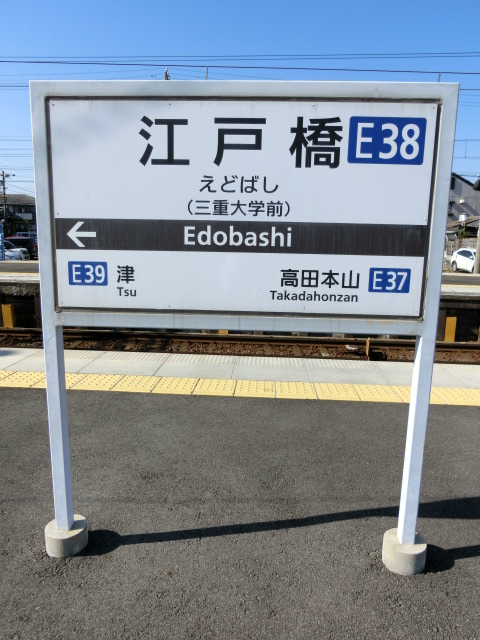 江戸橋 E38
えどばし
（三重大学前）
Edobashi
E39 津 高田本山 E37
Tsu Takadahonzan